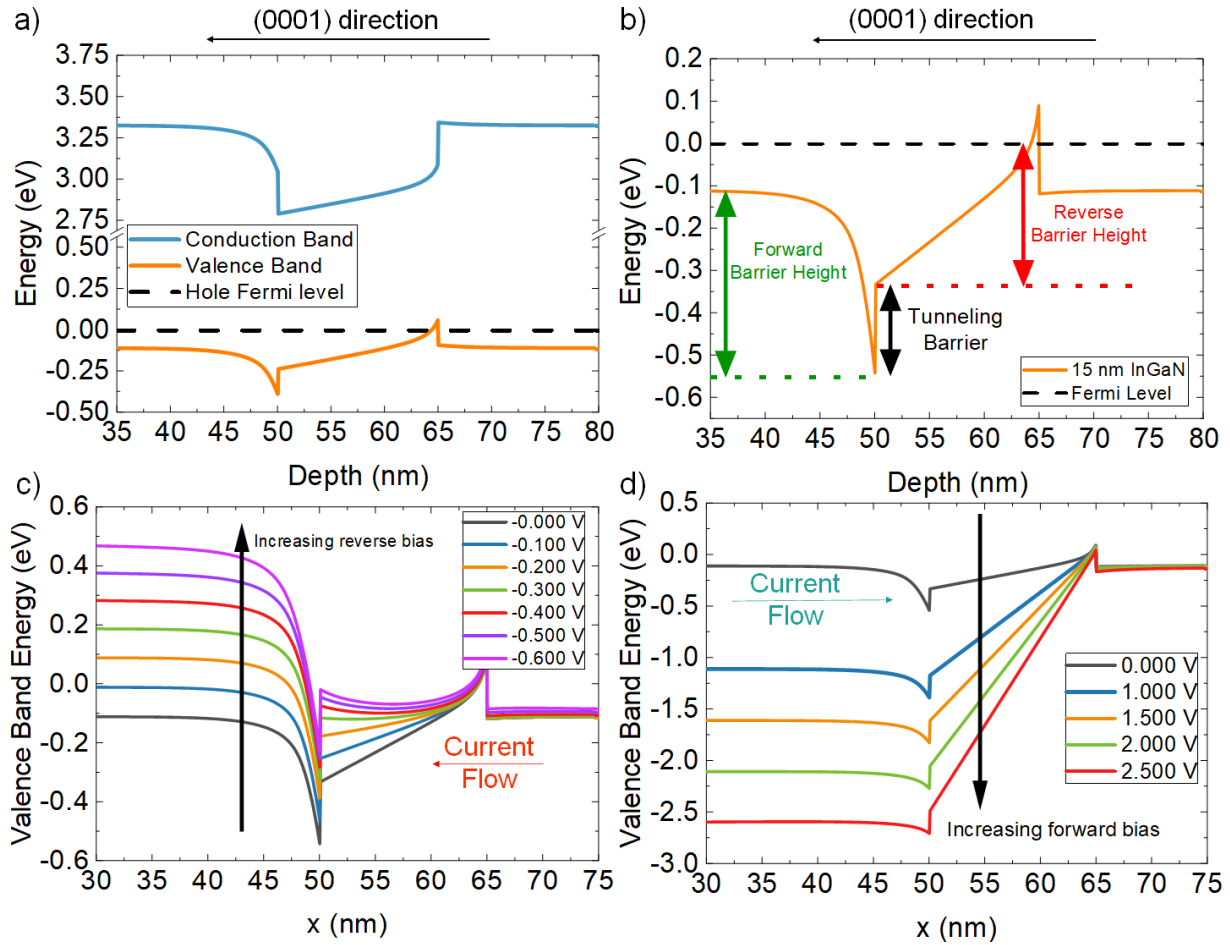 a)
(0001) direction
3.75
3.50
3.25
3.00
2.75
0.50
0.25
0.00
-0.25
-0.50
Energy (eV)
Conduction Band
Valence Band
Hole Fermi level
35 40 45 50 55 60 65 70 75 80
Depth (nm)
b)
(0001) direction
0.2
0.1
0.0
-0.1
-0.2
-0.3
-0.4
-0.5
-0.6
Energy (eV)
Forward
Barrier Height
Reverse
Barrier Height
Tunneling
Barrier
15 nm InGaN
Fermi Level
35 40 45 50 55 60 65 70 75 80
Depth (nm)
c)
0.6
0.4
0.2
0.0
-0.2
-0.4
-0.6
Valence Band Energy (eV)
Increasing reverse bias
-0.000 V
-0.100 V
-0.200 V
-0.300 V
-0.400 V
-0.500 V
-0.600 V
Current
Flow
30 35 40 45 50 55 60 65 70 75
x (nm)
d)
0.5
0.0
-0.5
-1.0
-1.5
-2.0
-2.5
-3.0
Valence Band Energy (eV)
Current
Flow
0.000 V
1.000 V
1.500 V
2.000 V
2.500 V
Increasing forward bias
30 35 40 45 50 55 60 65 70 75
x (nm)